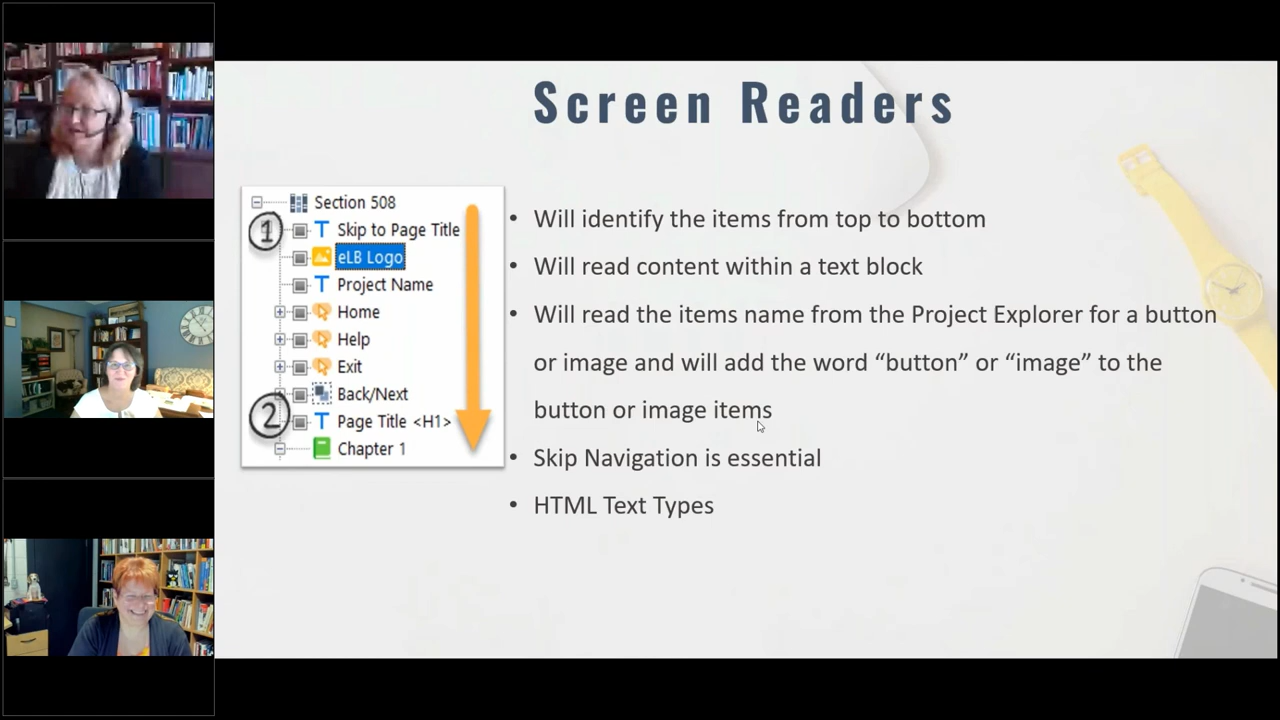 Screen Readers
Section 508
1
Skip to Page Title
eLB Logo
Project Name
Home
Help
Exit
Back/Next
2
Page Title <H1>
Chapter 1
• Will identify the items from top to bottom
• Will read content within a text block
• Will read the items name from the Project Explorer for a button
or image and will add the word “button” or “image” to the
button or image items
• Skip Navigation is essential
• HTML Text Types